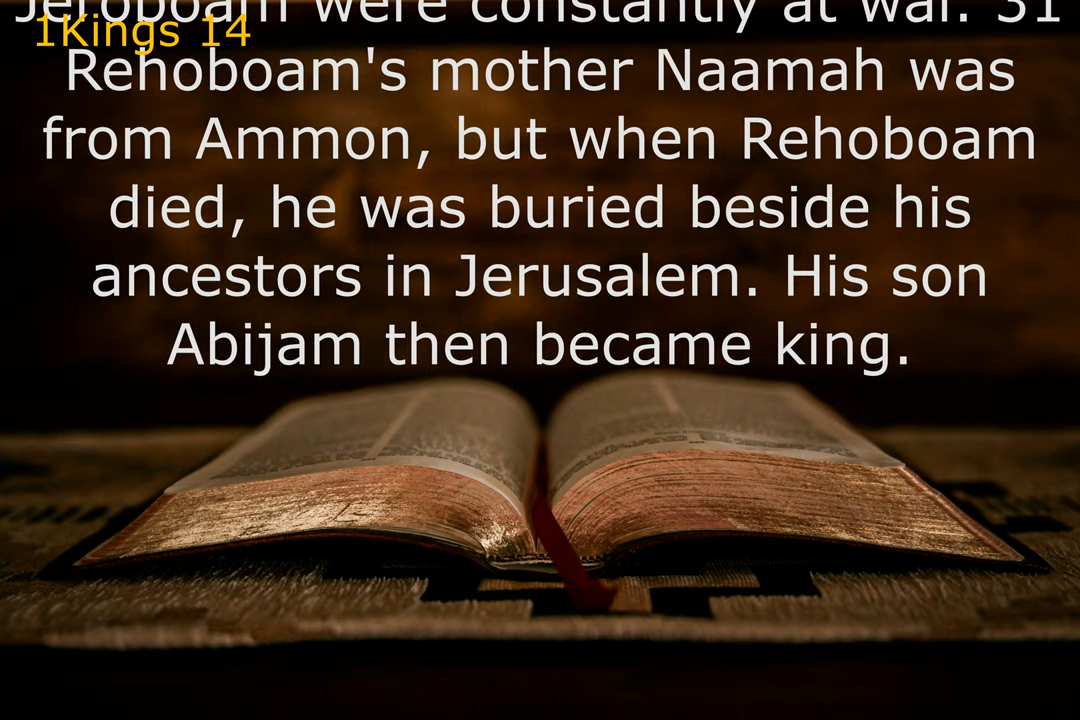 Jeroboam were constantly at war. 31
1Kings 14
Rehoboam's mother Naamah was
from Ammon, but when Rehoboam
died, he was buried beside his
ancestors in Jerusalem. His son
Abijam then became king.